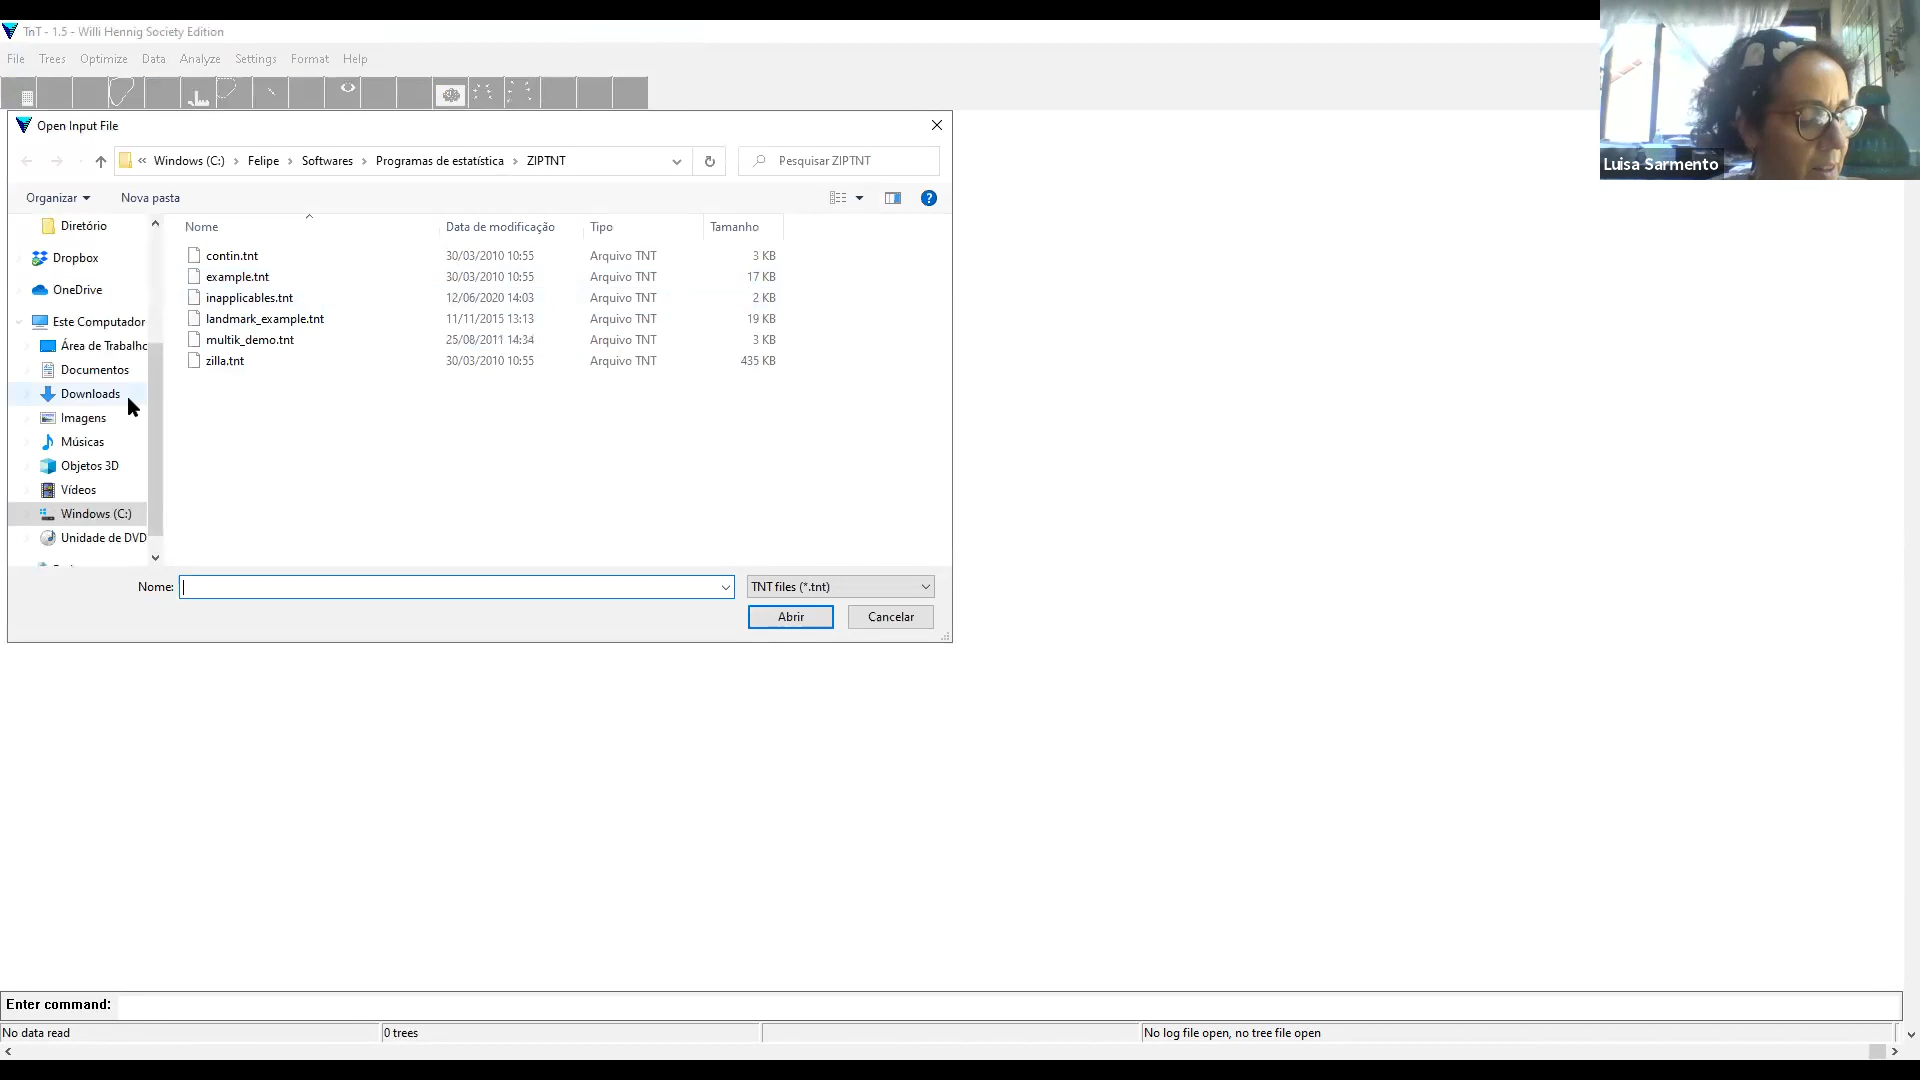 TnT - 1.5 - Willi Hennig Society Edition
File Trees Optimize Data Analyze Settings Format Help
Luisa Sarmento
Open Input File
« Windows (C:) › Felipe › Softwares › Programas de estatística › ZIPTNT
Pesquisar ZIPTNT
Organizar Nova pasta
Diretório
Dropbox
OneDrive
Este Computador
Área de Trabalho
Documentos
Downloads
Imagens
Músicas
Objetos 3D
Vídeos
Windows (C:)
Unidade de DVD
Nome Data de modificação Tipo Tamanho
contin.tnt 30/03/2010 10:55 Arquivo TNT 3 KB
example.tnt 30/03/2010 10:55 Arquivo TNT 17 KB
inapplicables.tnt 12/06/2020 14:03 Arquivo TNT 2 KB
landmark_example.tnt 11/11/2015 13:13 Arquivo TNT 19 KB
multik_demo.tnt 25/08/2011 14:34 Arquivo TNT 3 KB
zilla.tnt 30/03/2010 10:55 Arquivo TNT 435 KB
Nome: TNT files (*.tnt)
Abrir Cancelar
Enter command:
No data read 0 trees No log file open, no tree file open